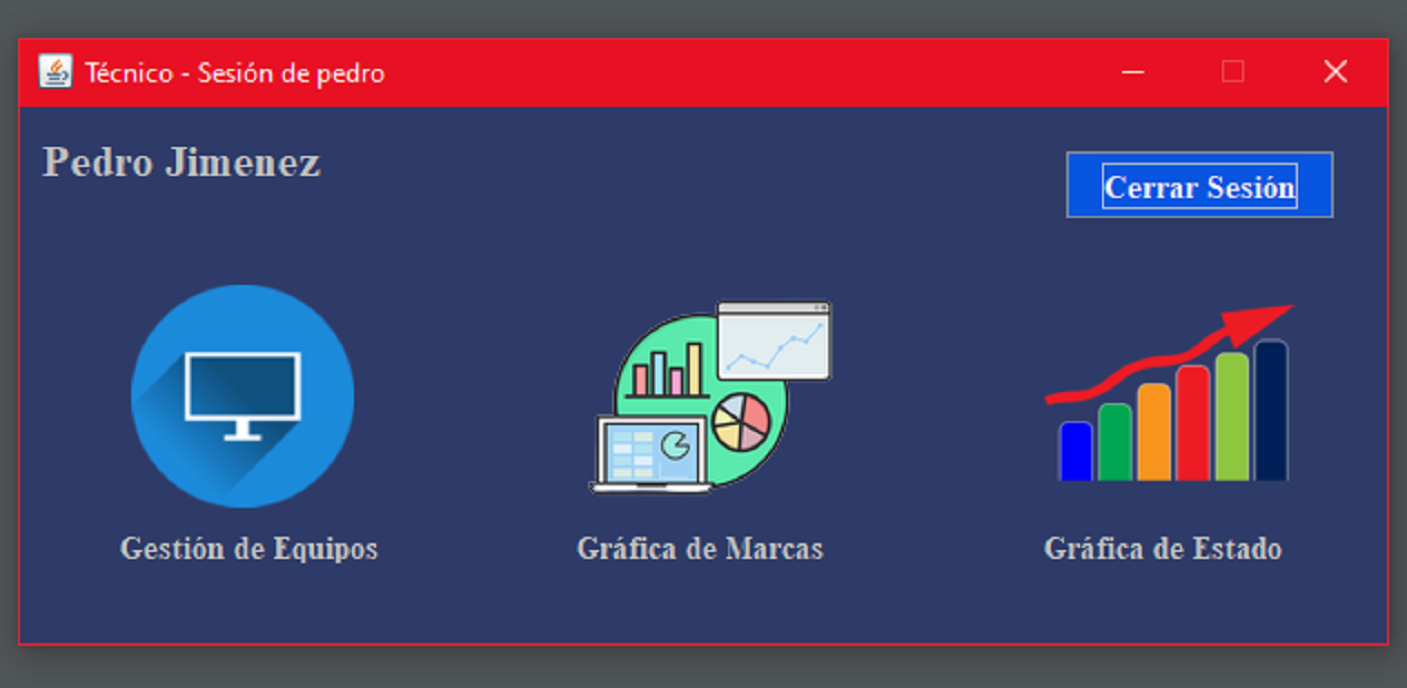 Técnico - Sesión de pedro
Pedro Jimenez
Cerrar Sesión
Gestión de Equipos
Gráfica de Marcas
Gráfica de Estado